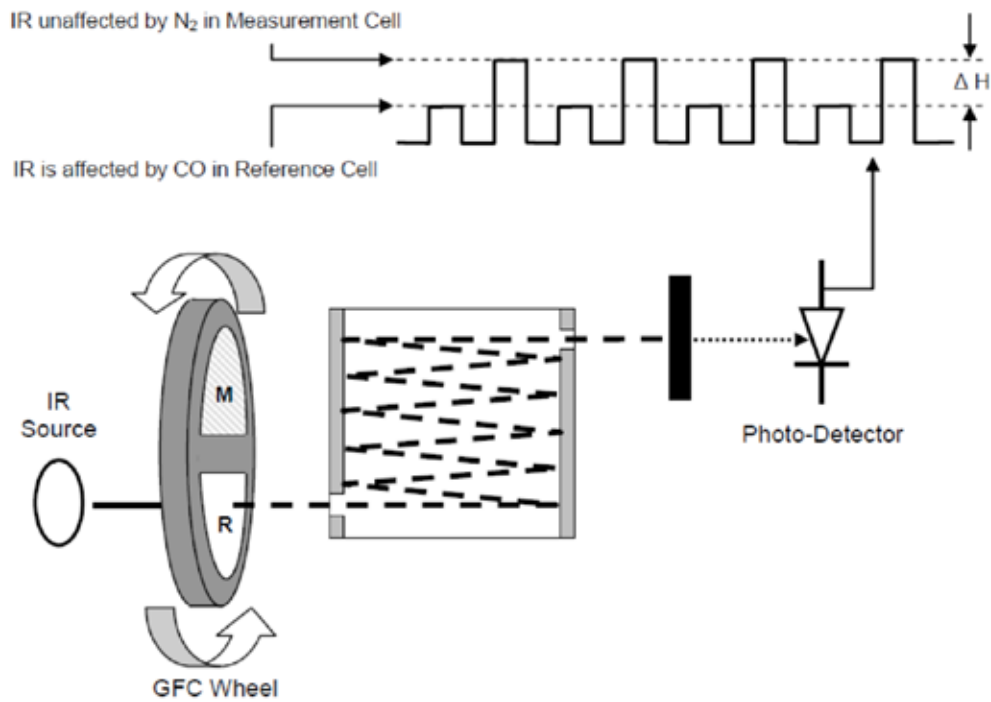 IR unaffected by N₂ in Measurement Cell
Δ H
IR is affected by CO in Reference Cell
IR
Source
M
R
Photo-Detector
GFC Wheel